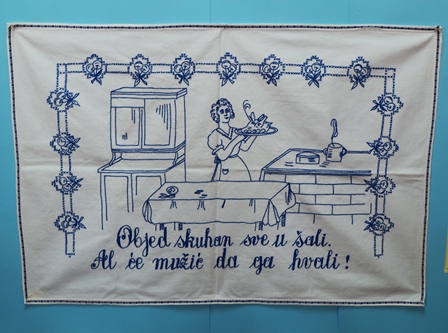 Objed skuhan sve u šali.
Al će mužić da ga hvali!